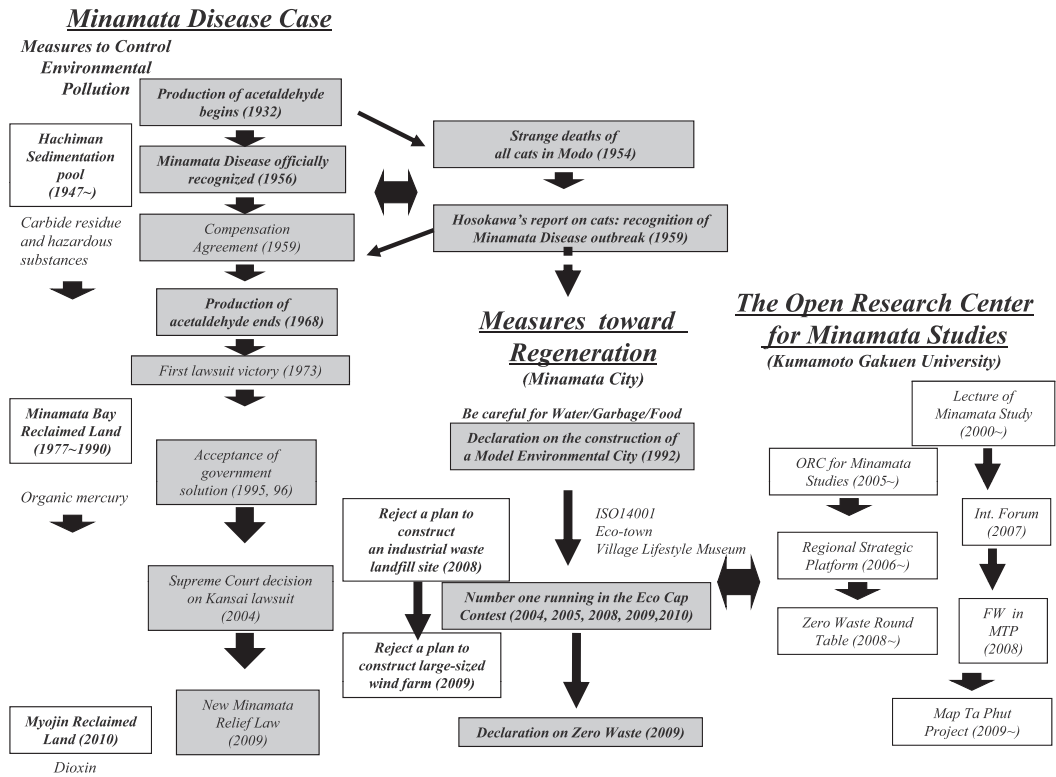 Minamata Disease Case
Measures to Control
Environmental
Pollution
Production of acetaldehyde
begins (1932)
Hachiman
Sedimentation
pool
(1947~)
Strange deaths of
all cats in Modo (1954)
Minamata Disease officially
recognized (1956)
Carbide residue
and hazardous
substances
Compensation
Agreement (1959)
Hosokawa's report on cats: recognition of
Minamata Disease outbreak (1959)
Production of
acetaldehyde ends (1968)
First lawsuit victory (1973)
Minamata Bay
Reclaimed Land
(1977~1990)
Acceptance of
government
solution (1995, 96)
Organic mercury
Supreme Court decision
on Kansai lawsuit
(2004)
New Minamata
Relief Law
(2009)
Myojin Reclaimed
Land (2010)
Dioxin
Measures toward
Regeneration
(Minamata City)
Be careful for Water/Garbage/Food
Declaration on the construction of
a Model Environmental City (1992)
ISO14001
Eco-town
Village Lifestyle Museum
Reject a plan to
construct
an industrial waste
landfill site (2008)
Number one running in the Eco Cap
Contest (2004, 2005, 2008, 2009,2010)
Reject a plan to
construct large-sized
wind farm (2009)
Declaration on Zero Waste (2009)
The Open Research Center
for Minamata Studies
(Kumamoto Gakuen University)
Lecture of
Minamata Study
(2000~)
ORC for Minamata
Studies (2005~)
Int. Forum
(2007)
Regional Strategic
Platform (2006~)
Zero Waste Round
Table (2008~)
FW in
MTP
(2008)
Map Ta Phut
Project (2009~)